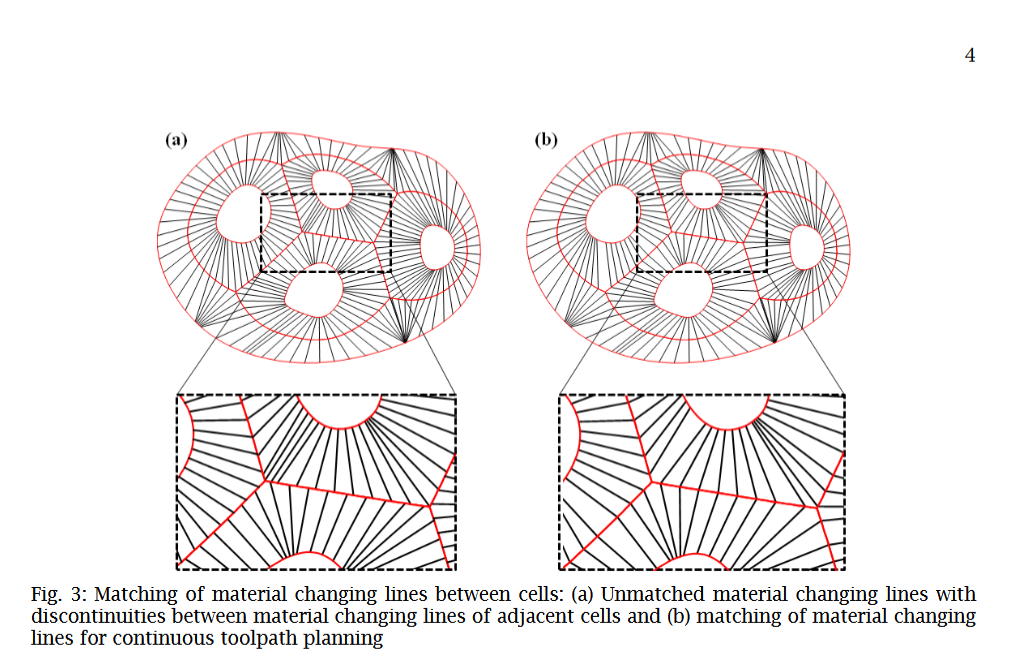 4
(a)
(b)
Fig. 3: Matching of material changing lines between cells: (a) Unmatched material changing lines with
discontinuities between material changing lines of adjacent cells and (b) matching of material changing
lines for continuous toolpath planning